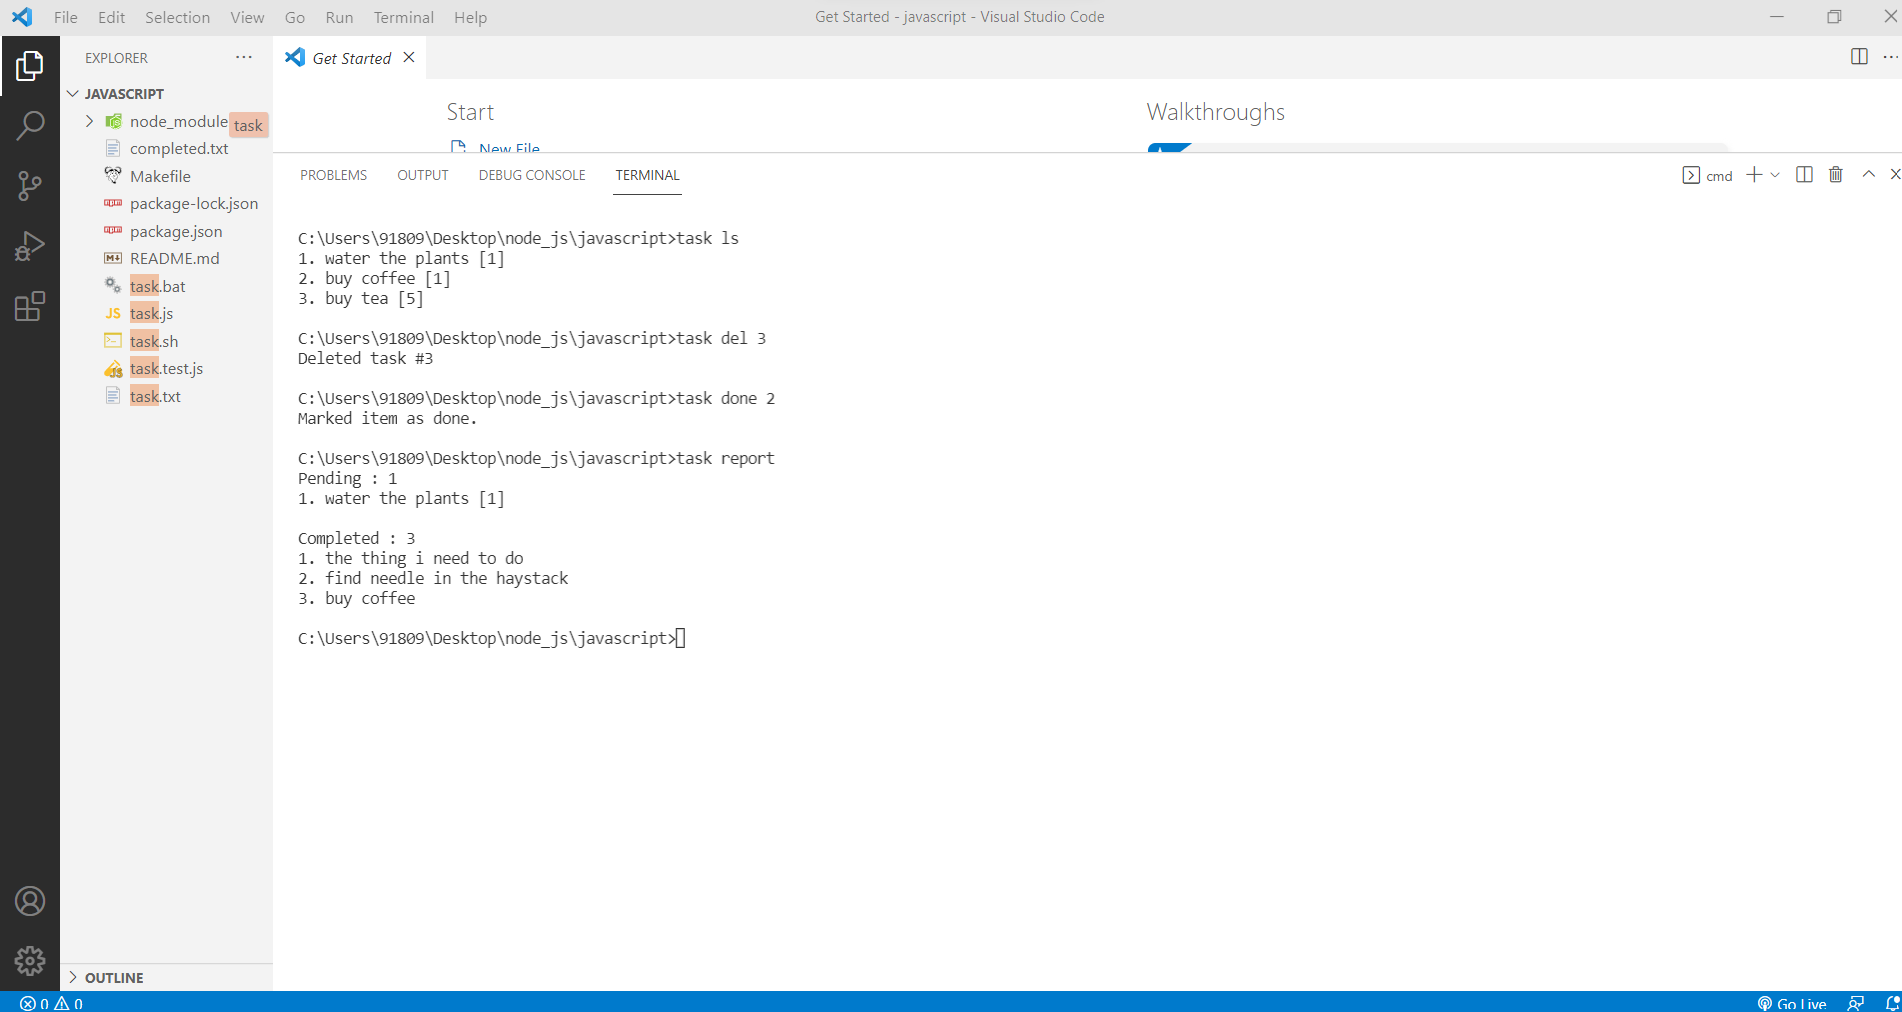 File Edit Selection View Go Run Terminal Help
Get Started - javascript - Visual Studio Code
EXPLORER
JAVASCRIPT
node_module
task
completed.txt
Makefile
package-lock.json
package.json
README.md
task.bat
JS task.js
task.sh
task.test.js
task.txt
OUTLINE
Get Started
Start
New File
Walkthroughs
PROBLEMS OUTPUT DEBUG CONSOLE TERMINAL
cmd
C:\Users\91809\Desktop\node_js\javascript>task ls
1. water the plants [1]
2. buy coffee [1]
3. buy tea [5]
C:\Users\91809\Desktop\node_js\javascript>task del 3
Deleted task #3
C:\Users\91809\Desktop\node_js\javascript>task done 2
Marked item as done.
C:\Users\91809\Desktop\node_js\javascript>task report
Pending : 1
1. water the plants [1]
Completed : 3
1. the thing i need to do
2. find needle in the haystack
3. buy coffee
C:\Users\91809\Desktop\node_js\javascript>
0 0
Go Live